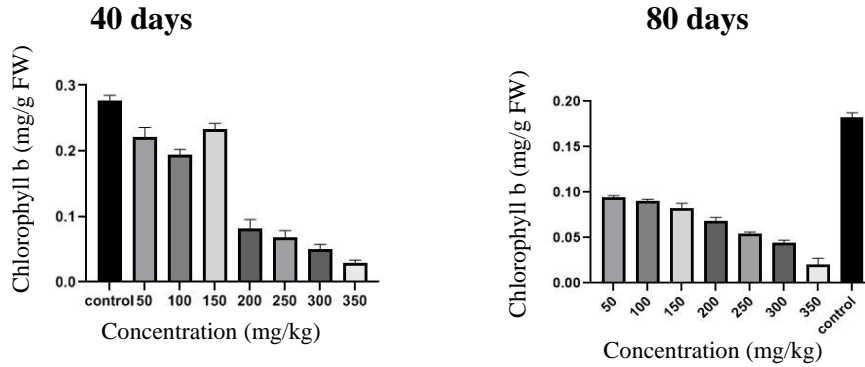 40 days
Chlorophyll b (mg/g FW)
0.3
0.2
0.1
0.0
control 50 100 150 200 250 300 350
Concentration (mg/kg)
80 days
Chlorophyll b (mg/g FW)
0.20
0.15
0.10
0.05
0.00
50 100 150 200 250 300 350 control
Concentration (mg/kg)